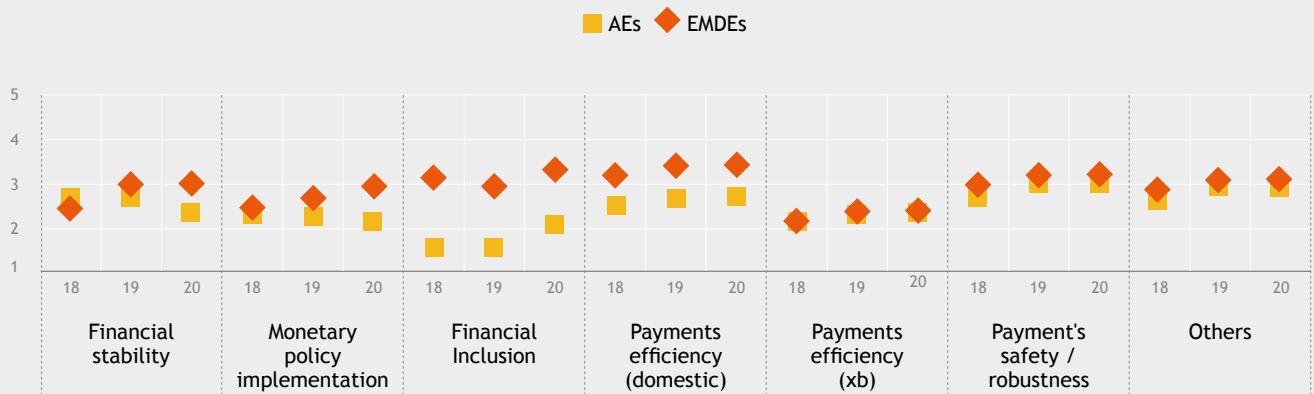 AEs EMDEs
5
4
3
2
1
18 19 20 18 19 20 18 19 20 18 19 20 18 19 20 18 19 20 18 19 20
Financial
stability
Monetary
policy
implementation
Financial
Inclusion
Payments
efficiency
(domestic)
Payments
efficiency
(xb)
Payment's
safety /
robustness
Others